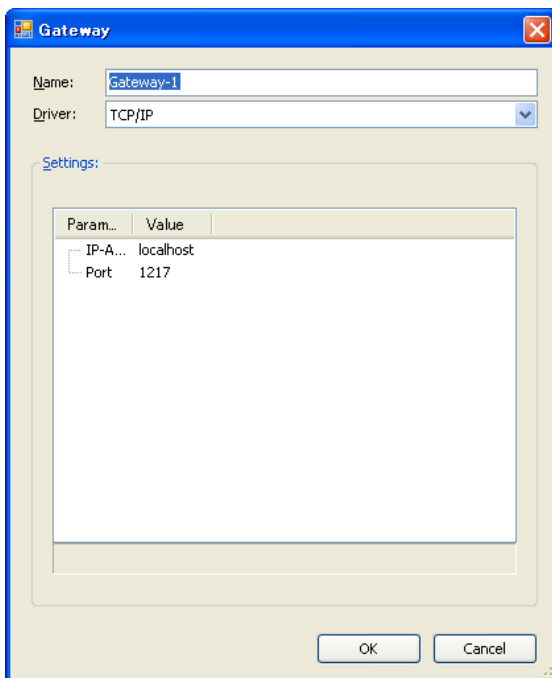 Gateway
Name: Gateway-1
Driver: TCP/IP
Settings:
Param... Value
IP-A... localhost
Port 1217
OK Cancel